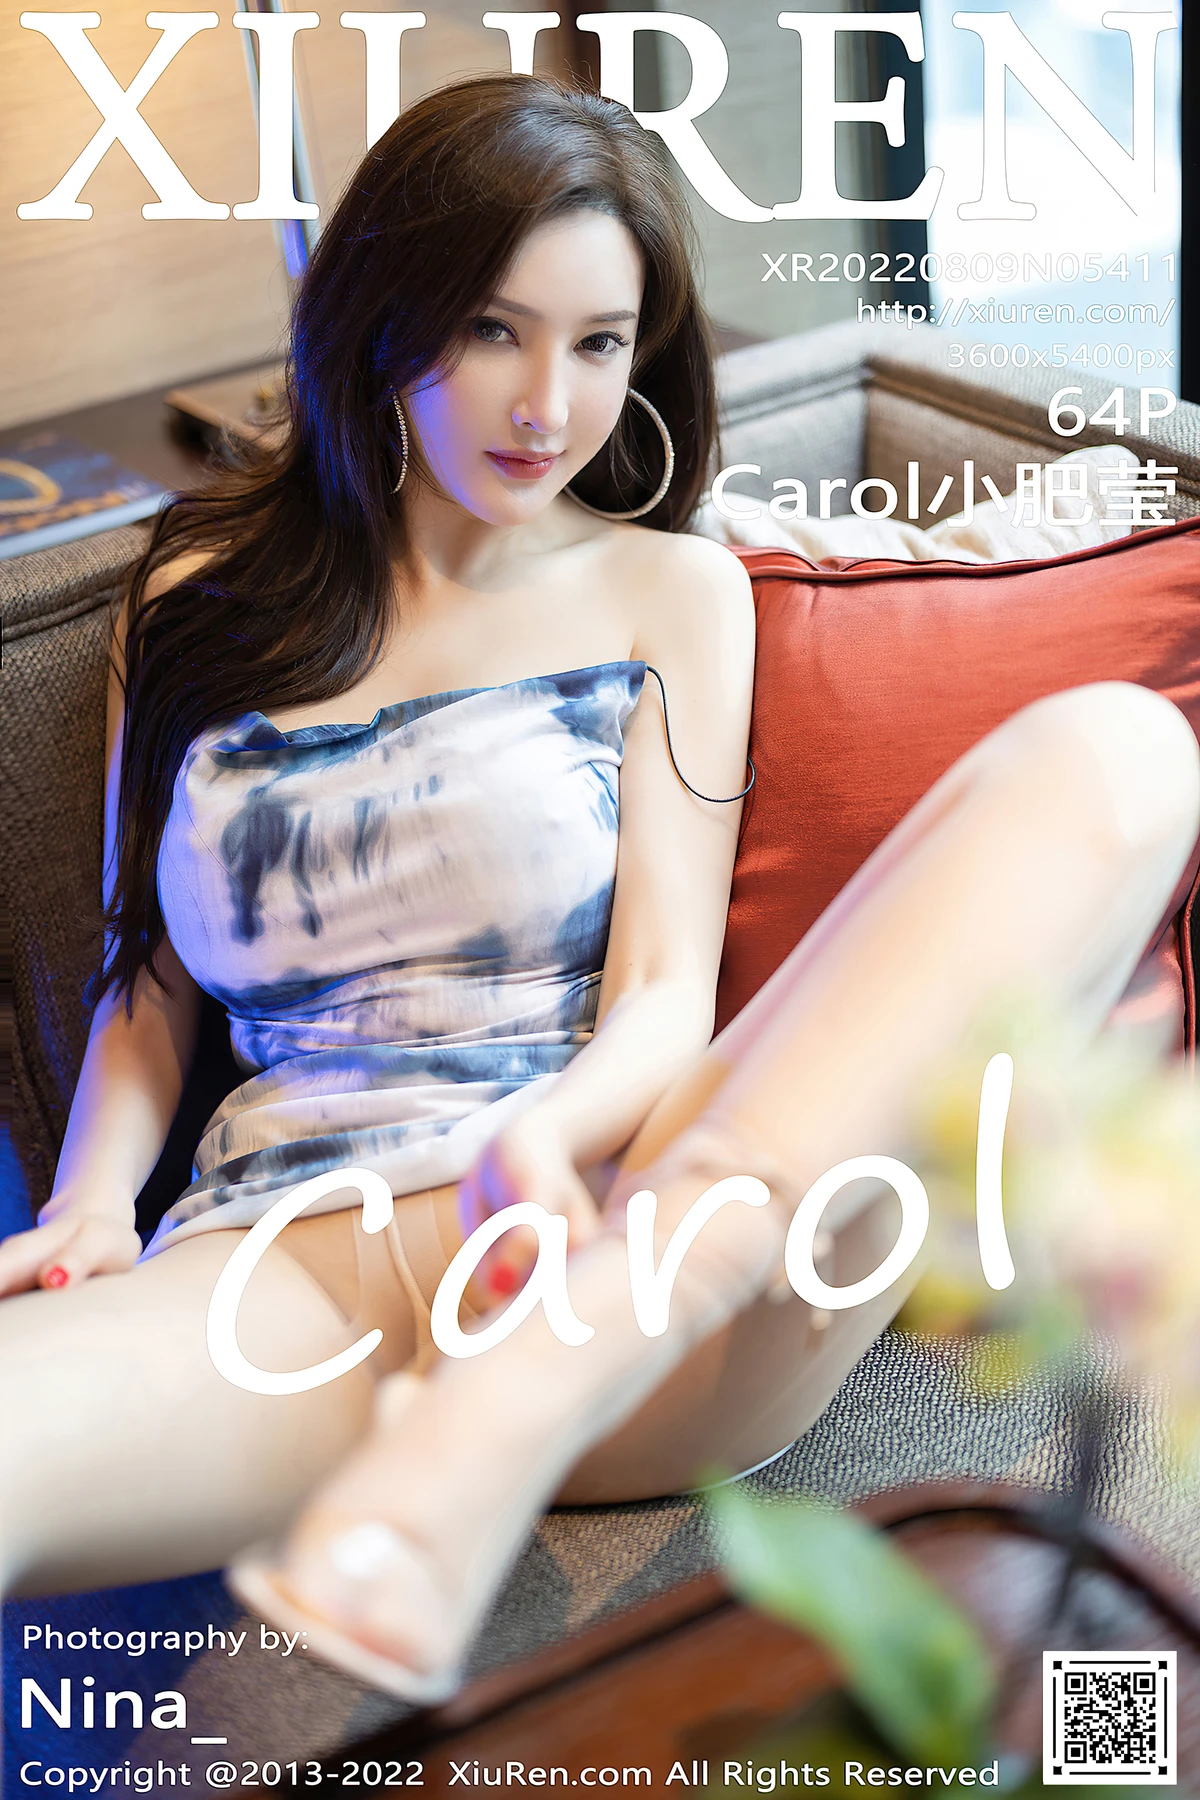 XIUREN
XR20220809N05411
http://xiuren.com/
3600x5400px
64P
Carol小肥莹
Carol
Photography by:
Nina_
Copyright @2013-2022 XiuRen.com All Rights Reserved